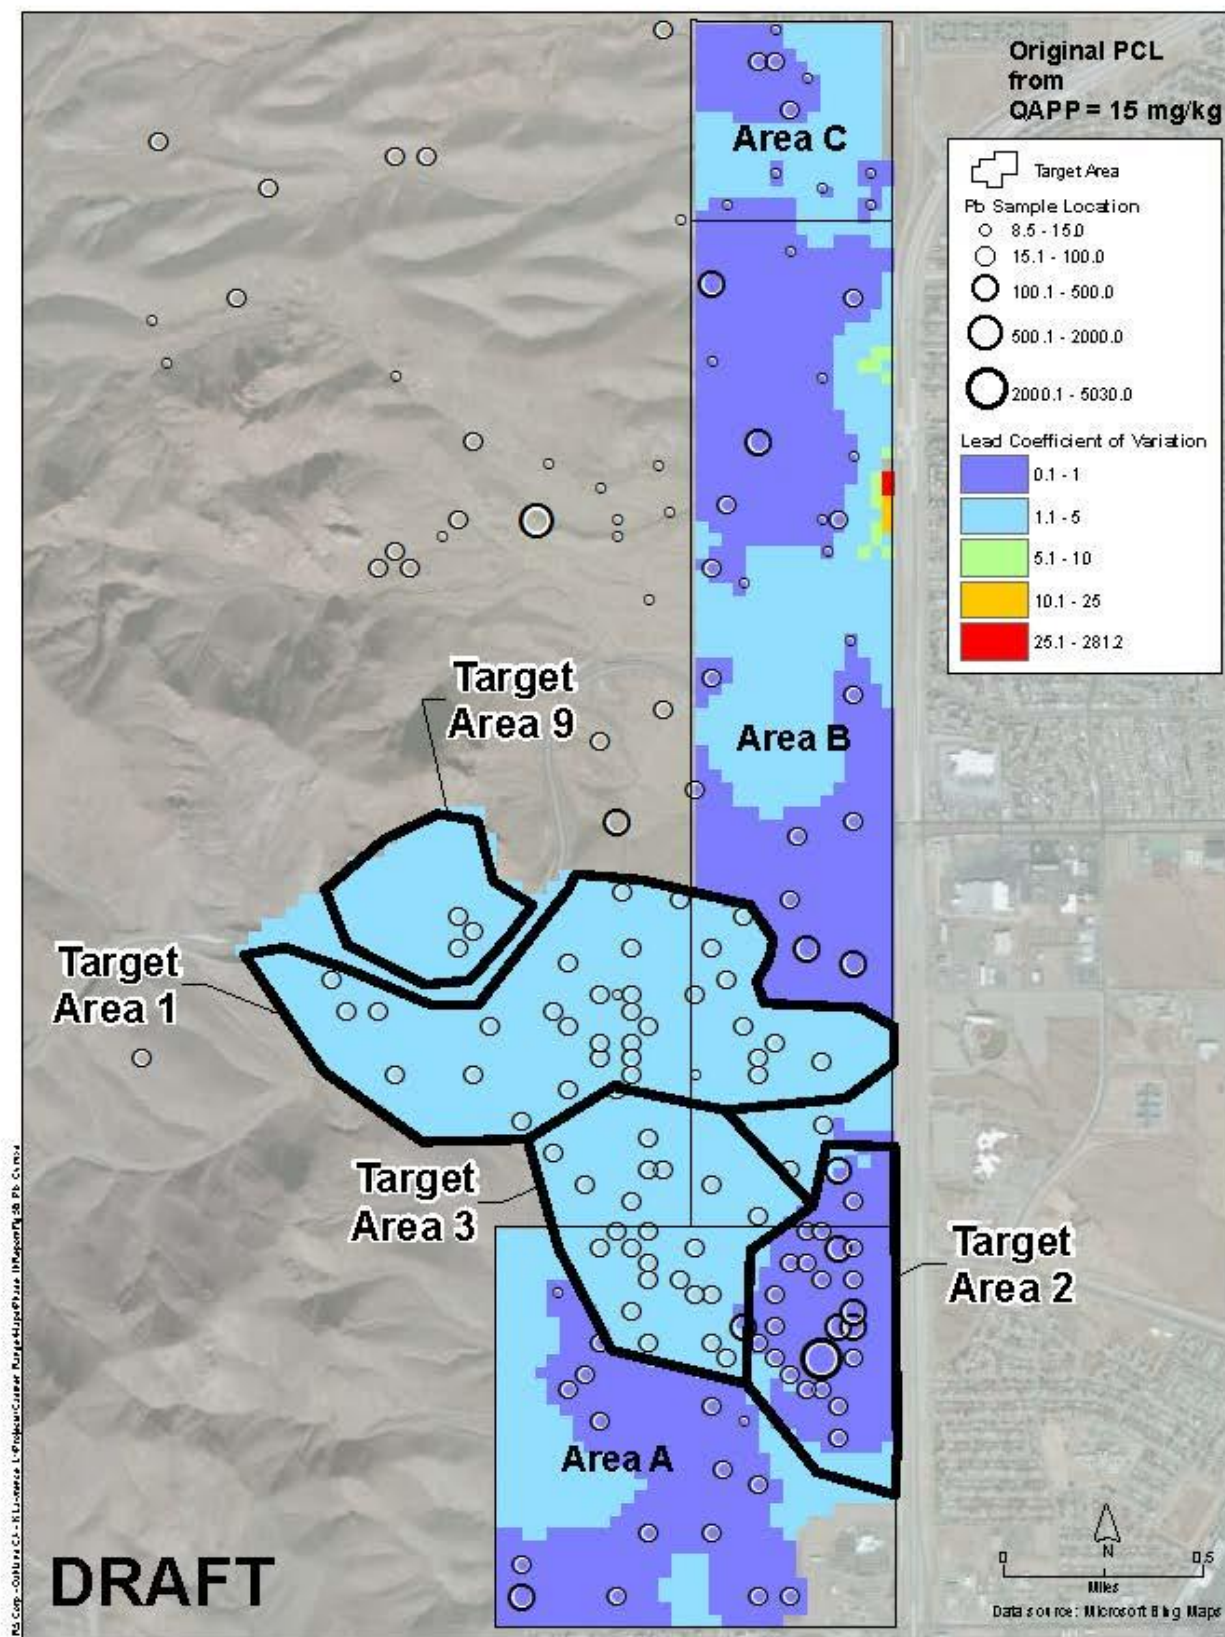 Original PCL
from
QAPP = 15 mg/kg
Target Area
Pb Sample Location
8.5 - 15.0
15.1 - 100.0
100.1 - 500.0
500.1 - 2000.0
2000.1 - 5030.0
Lead Coefficient of Variation
0.1 - 1
1.1 - 5
5.1 - 10
10.1 - 25
25.1 - 281.2
Area C
Target
Area 9
Area B
Target
Area 1
Target
Area 3
Target
Area 2
Area A
DRAFT
N
0 0.5
Miles
Data source: Microsoft Bing Maps